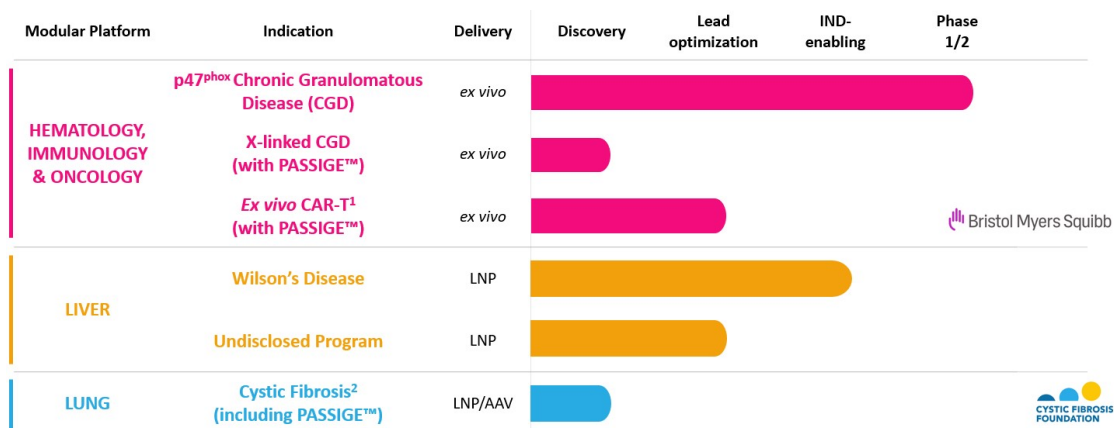 Modular Platform
Indication
Delivery
Discovery
Lead
optimization
IND-
enabling
Phase
1/2
HEMATOLOGY,
IMMUNOLOGY
& ONCOLOGY
p47phox Chronic Granulomatous
Disease (CGD)
ex vivo
X-linked CGD
(with PASSIGE™)
ex vivo
Ex vivo CAR-T¹
(with PASSIGE™)
ex vivo
Bristol Myers Squibb
LIVER
Wilson's Disease
LNP
Undisclosed Program
LNP
LUNG
Cystic Fibrosis²
(including PASSIGE™)
LNP/AAV
CYSTIC FIBROSIS
FOUNDATION